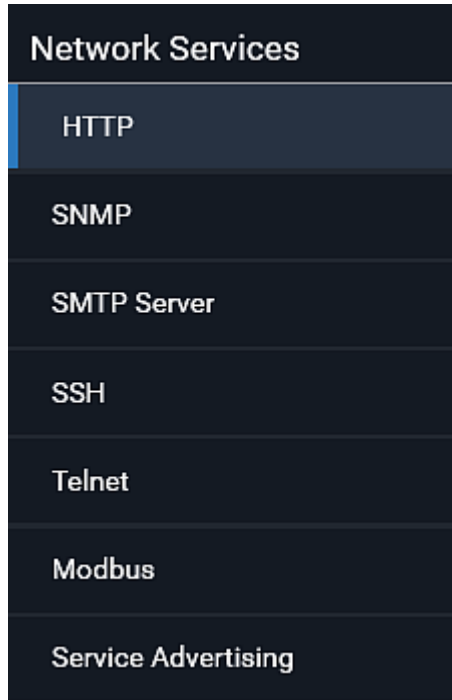 Network Services
HTTP
SNMP
SMTP Server
SSH
Telnet
Modbus
Service Advertising